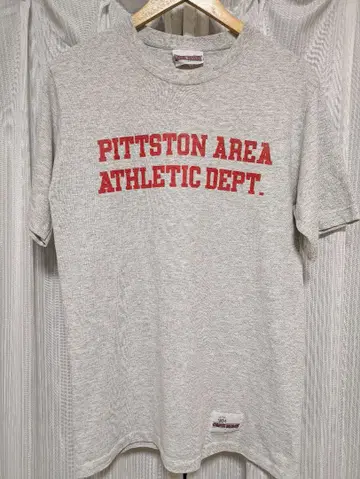 PITTSTON AREA
ATHLETIC DEPT.